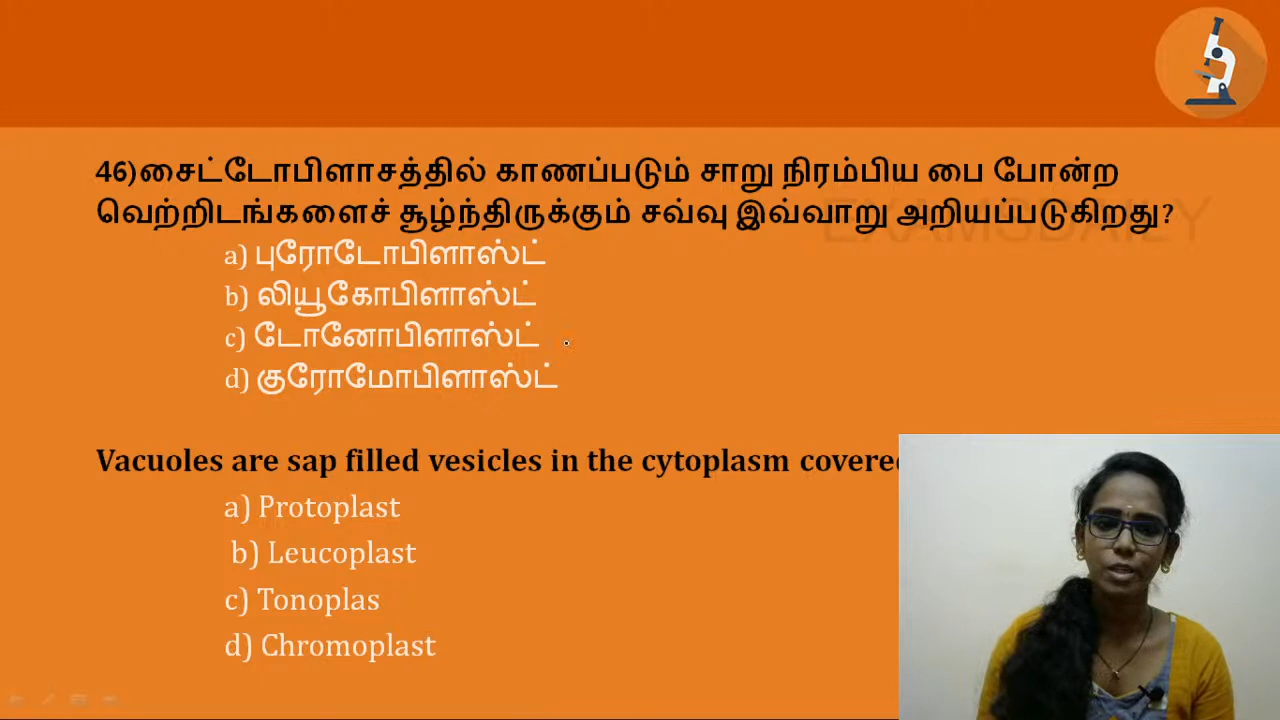 46)சைட்டோபிளாசத்தில் காணப்படும் சாறு நிரம்பிய பை போன்ற
வெற்றிடங்களைச் சூழ்ந்திருக்கும் சவ்வு இவ்வாறு அறியப்படுகிறது?
EXAMSDAILY
a) புரோடோபிளாஸ்ட்
b) லியூகோபிளாஸ்ட்
c) டோனோபிளாஸ்ட்
d) குரோமோபிளாஸ்ட்
Vacuoles are sap filled vesicles in the cytoplasm covere
a) Protoplast
b) Leucoplast
c) Tonoplas
d) Chromoplast